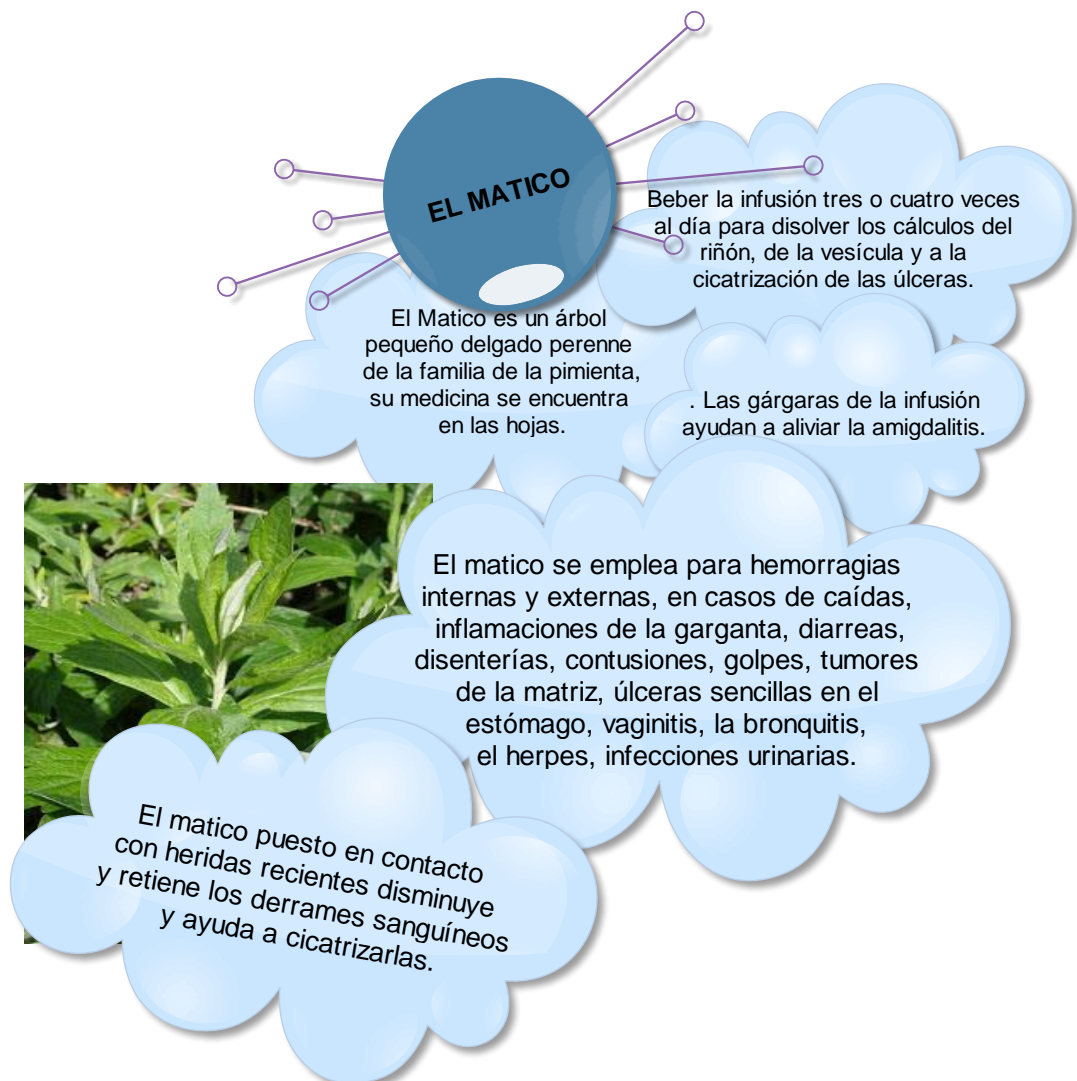 EL MATICO
Beber la infusión tres o cuatro veces
al día para disolver los cálculos del
riñón, de la vesícula y a la
cicatrización de las úlceras.
El Matico es un árbol
pequeño delgado perenne
de la familia de la pimienta,
su medicina se encuentra
en las hojas.
. Las gárgaras de la infusión
ayudan a aliviar la amigdalitis.
El matico se emplea para hemorragias
internas y externas, en casos de caídas,
inflamaciones de la garganta, diarreas,
disenterías, contusiones, golpes, tumores
de la matriz, úlceras sencillas en el
estómago, vaginitis, la bronquitis,
el herpes, infecciones urinarias.
El matico puesto en contacto
con heridas recientes disminuye
y retiene los derrames sanguíneos
y ayuda a cicatrizarlas.